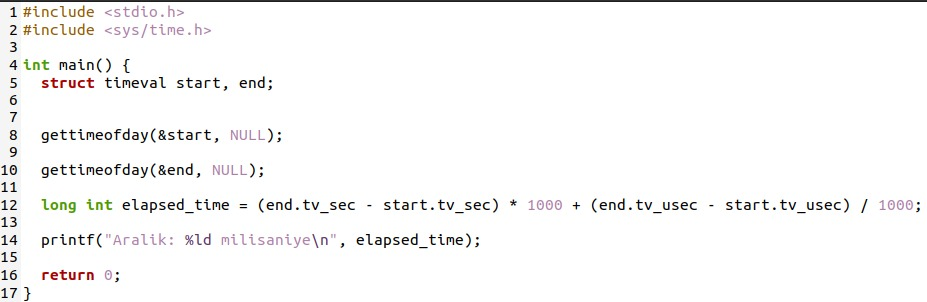 1 #include <stdio.h>
2 #include <sys/time.h>
3
4 int main() {
5   struct timeval start, end;
6
7
8   gettimeofday(&start, NULL);
9
10   gettimeofday(&end, NULL);
11
12   long int elapsed_time = (end.tv_sec - start.tv_sec) * 1000 + (end.tv_usec - start.tv_usec) / 1000;
13
14   printf("Aralik: %ld milisaniye\n", elapsed_time);
15
16   return 0;
17 }